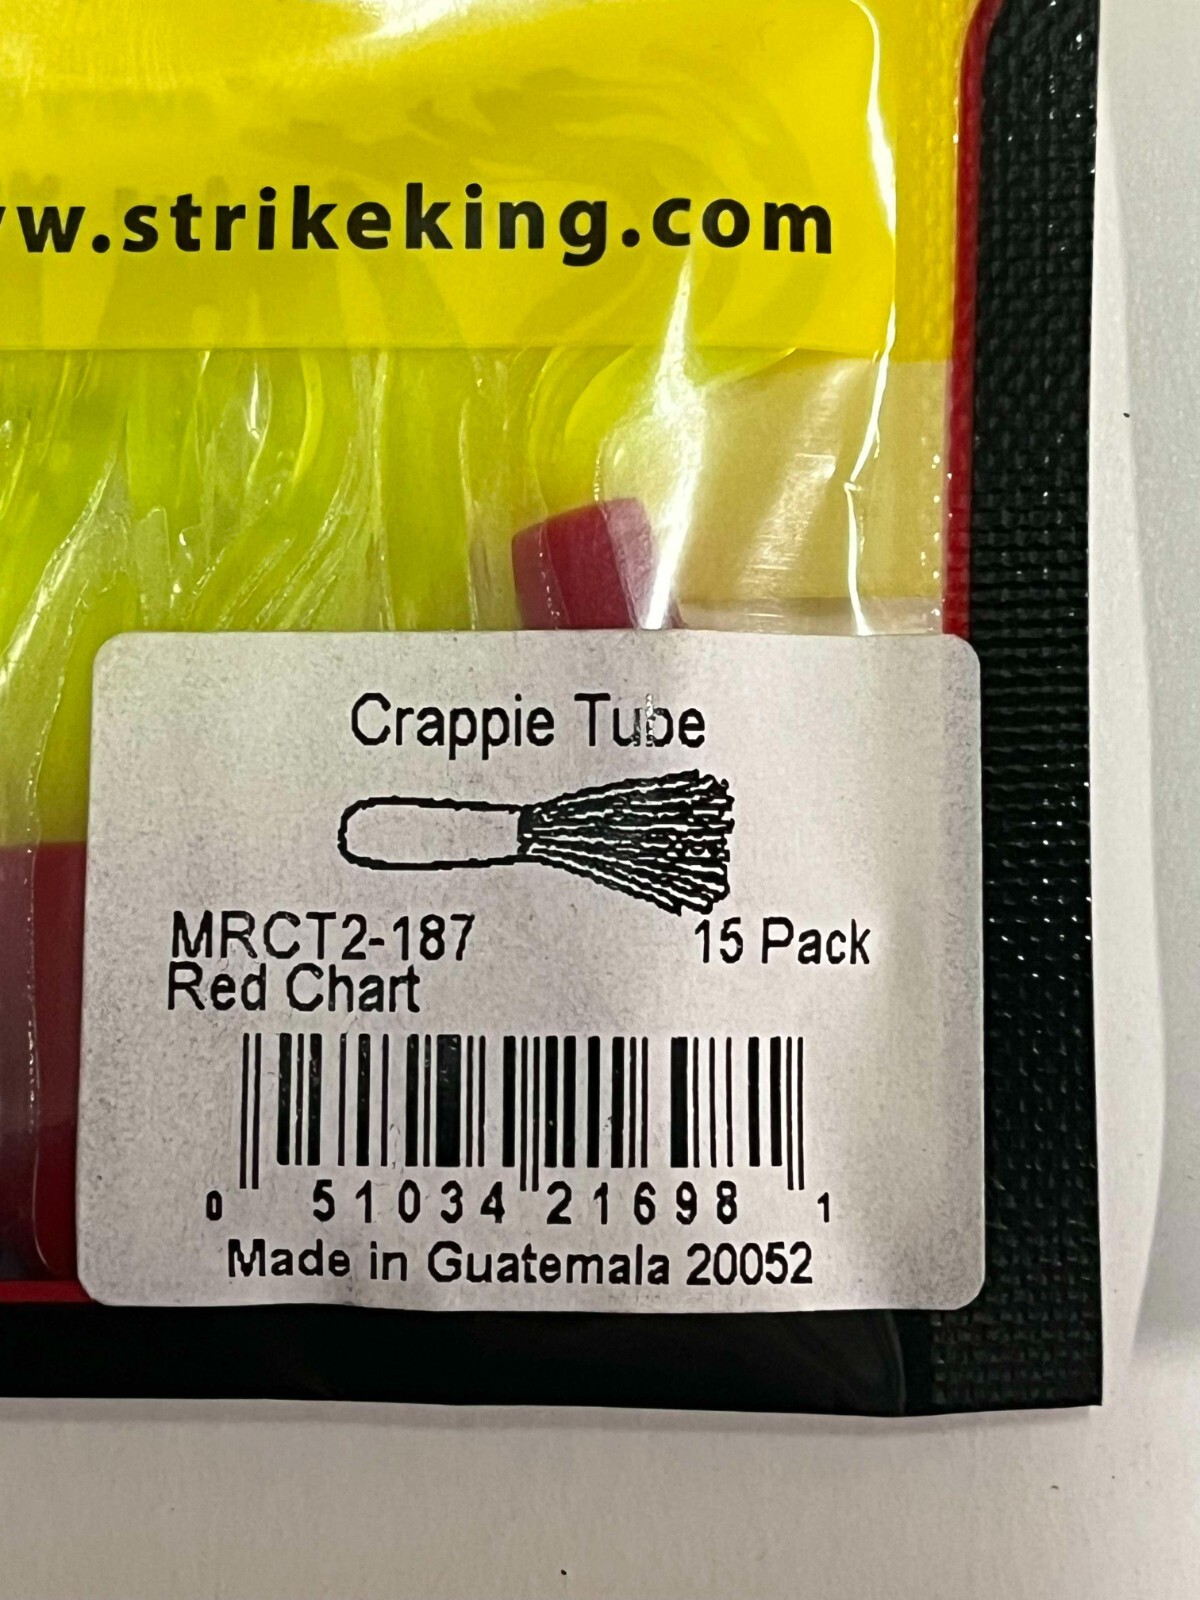 w.strikeking.com
Crappie Tube
MRCT2-187
15 Pack
Red Chart
0 51034 21698 1
Made in Guatemala 20052